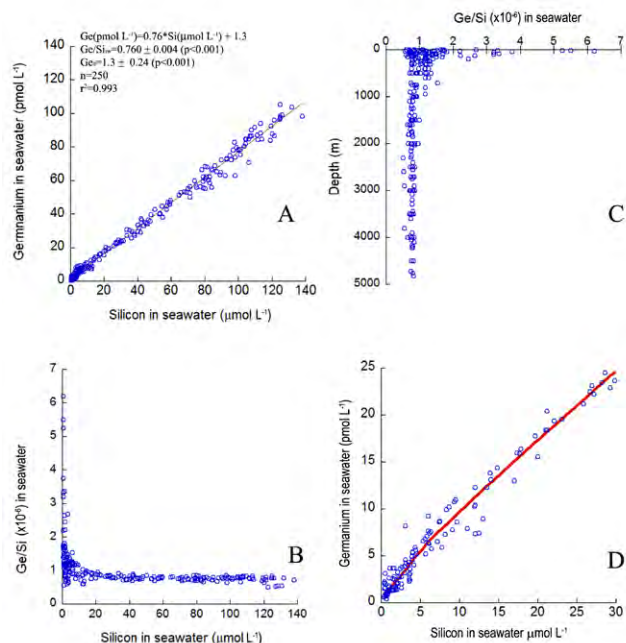 Ge(pmol L⁻¹)=0.76*Si(μmol L⁻¹) + 1.3
Ge/Siₛw=0.760 ± 0.004 (p<0.001)
Ge₀=1.3 ± 0.24 (p<0.001)
n=250
r²=0.993
120
100
80
60
40
20
0
Germnanium in seawater (pmol L⁻¹)
A
0 20 40 60 80 100 120 140
Silicon in seawater (μmol L⁻¹)
Ge/Si (x10⁻⁶) in seawater
0 1 2 3 4 5 6 7
0
1000
2000
3000
4000
5000
Depth (m)
C
7
6
5
4
3
2
1
0
Ge/Si (x10⁻⁶) in seawater
B
0 20 40 60 80 100 120 140
Silicon in seawater μmol L⁻¹
25
20
15
10
5
0
Germanium in seawater (pmol L⁻¹)
D
0 5 10 15 20 25 30
Silicon in seawater μmol L⁻¹